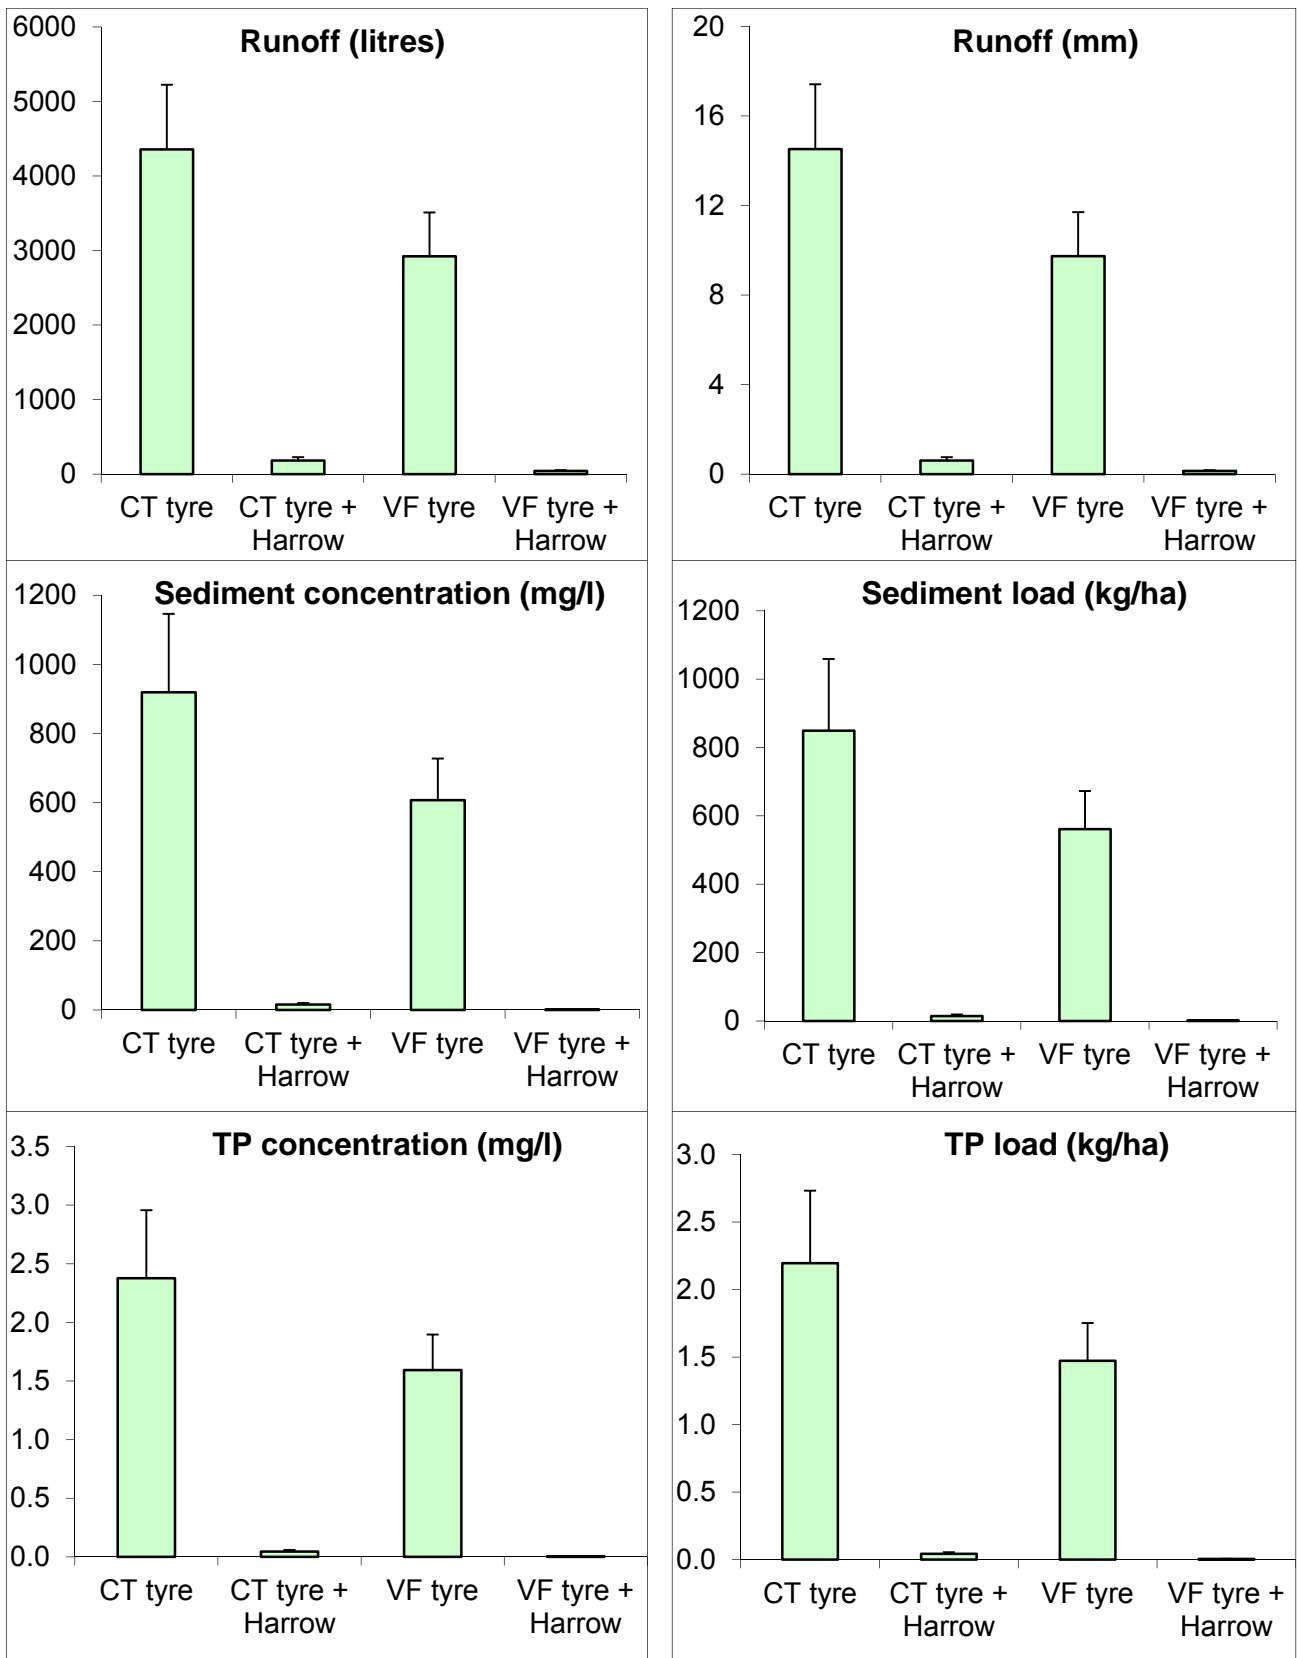 Runoff (litres)
6000
5000
4000
3000
2000
1000
0
CT tyre
CT tyre +
Harrow
VF tyre
VF tyre +
Harrow
Runoff (mm)
20
16
12
8
4
0
CT tyre
CT tyre +
Harrow
VF tyre
VF tyre +
Harrow
Sediment concentration (mg/l)
1200
1000
800
600
400
200
0
CT tyre
CT tyre +
Harrow
VF tyre
VF tyre +
Harrow
Sediment load (kg/ha)
1200
1000
800
600
400
200
0
CT tyre
CT tyre +
Harrow
VF tyre
VF tyre +
Harrow
TP concentration (mg/l)
3.5
3.0
2.5
2.0
1.5
1.0
0.5
0.0
CT tyre
CT tyre +
Harrow
VF tyre
VF tyre +
Harrow
TP load (kg/ha)
3.0
2.5
2.0
1.5
1.0
0.5
0.0
CT tyre
CT tyre +
Harrow
VF tyre
VF tyre +
Harrow